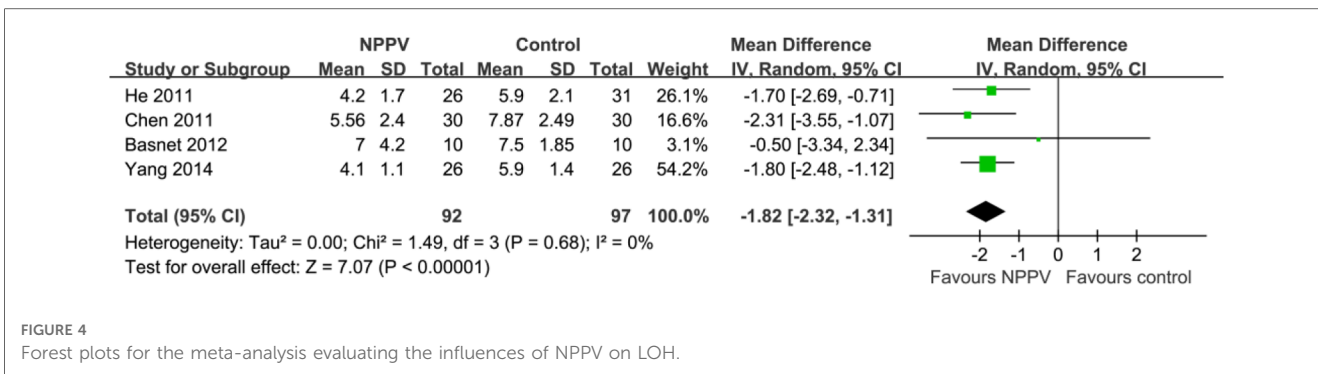 NPPV Control Mean Difference Mean Difference
Study or Subgroup Mean SD Total Mean SD Total Weight IV, Random, 95% CI IV, Random, 95% CI
He 2011 4.2 1.7 26 5.9 2.1 31 26.1% -1.70 [-2.69, -0.71]
Chen 2011 5.56 2.4 30 7.87 2.49 30 16.6% -2.31 [-3.55, -1.07]
Basnet 2012 7 4.2 10 7.5 1.85 10 3.1% -0.50 [-3.34, 2.34]
Yang 2014 4.1 1.1 26 5.9 1.4 26 54.2% -1.80 [-2.48, -1.12]
Total (95% CI) 92 97 100.0% -1.82 [-2.32, -1.31]
Heterogeneity: Tau² = 0.00; Chi² = 1.49, df = 3 (P = 0.68); I² = 0%
Test for overall effect: Z = 7.07 (P < 0.00001)
-2 -1 0 1 2
Favours NPPV Favours control
FIGURE 4
Forest plots for the meta-analysis evaluating the influences of NPPV on LOH.